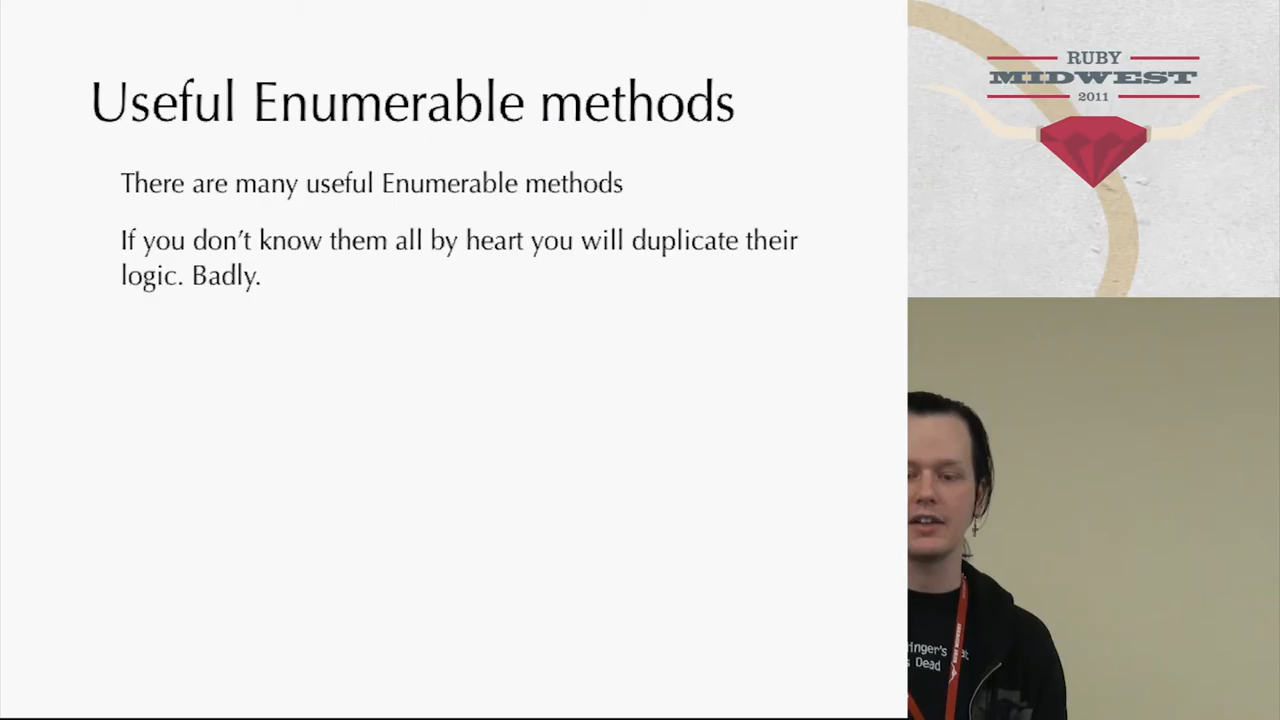 Useful Enumerable methods
There are many useful Enumerable methods
If you don’t know them all by heart you will duplicate their
logic. Badly.
RUBY
MIDWEST
2011
Dead